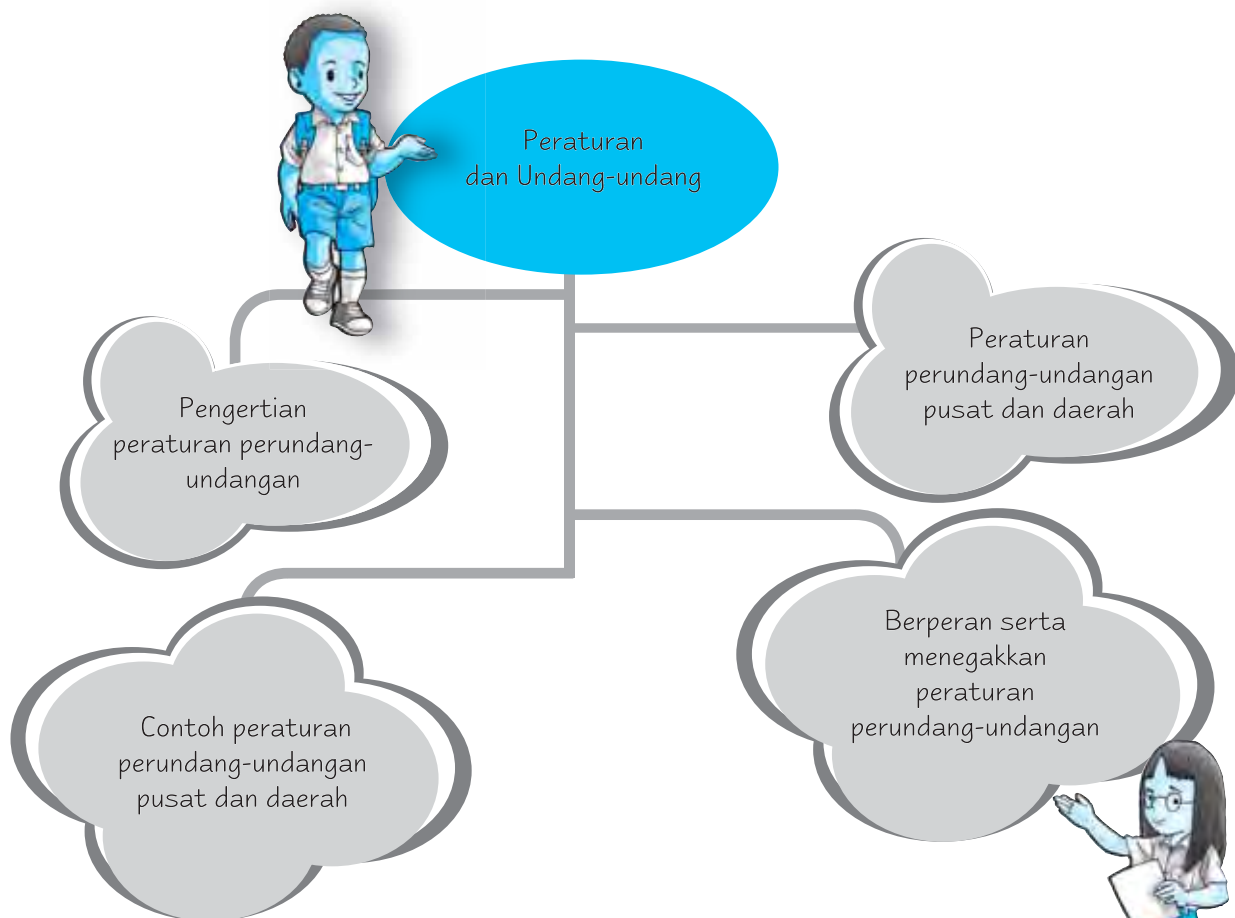 Peraturan
dan Undang-undang
Pengertian
peraturan perundang-
undangan
Peraturan
perundang-undangan
pusat dan daerah
Contoh peraturan
perundang-undangan
pusat dan daerah
Berperan serta
menegakkan
peraturan
perundang-undangan